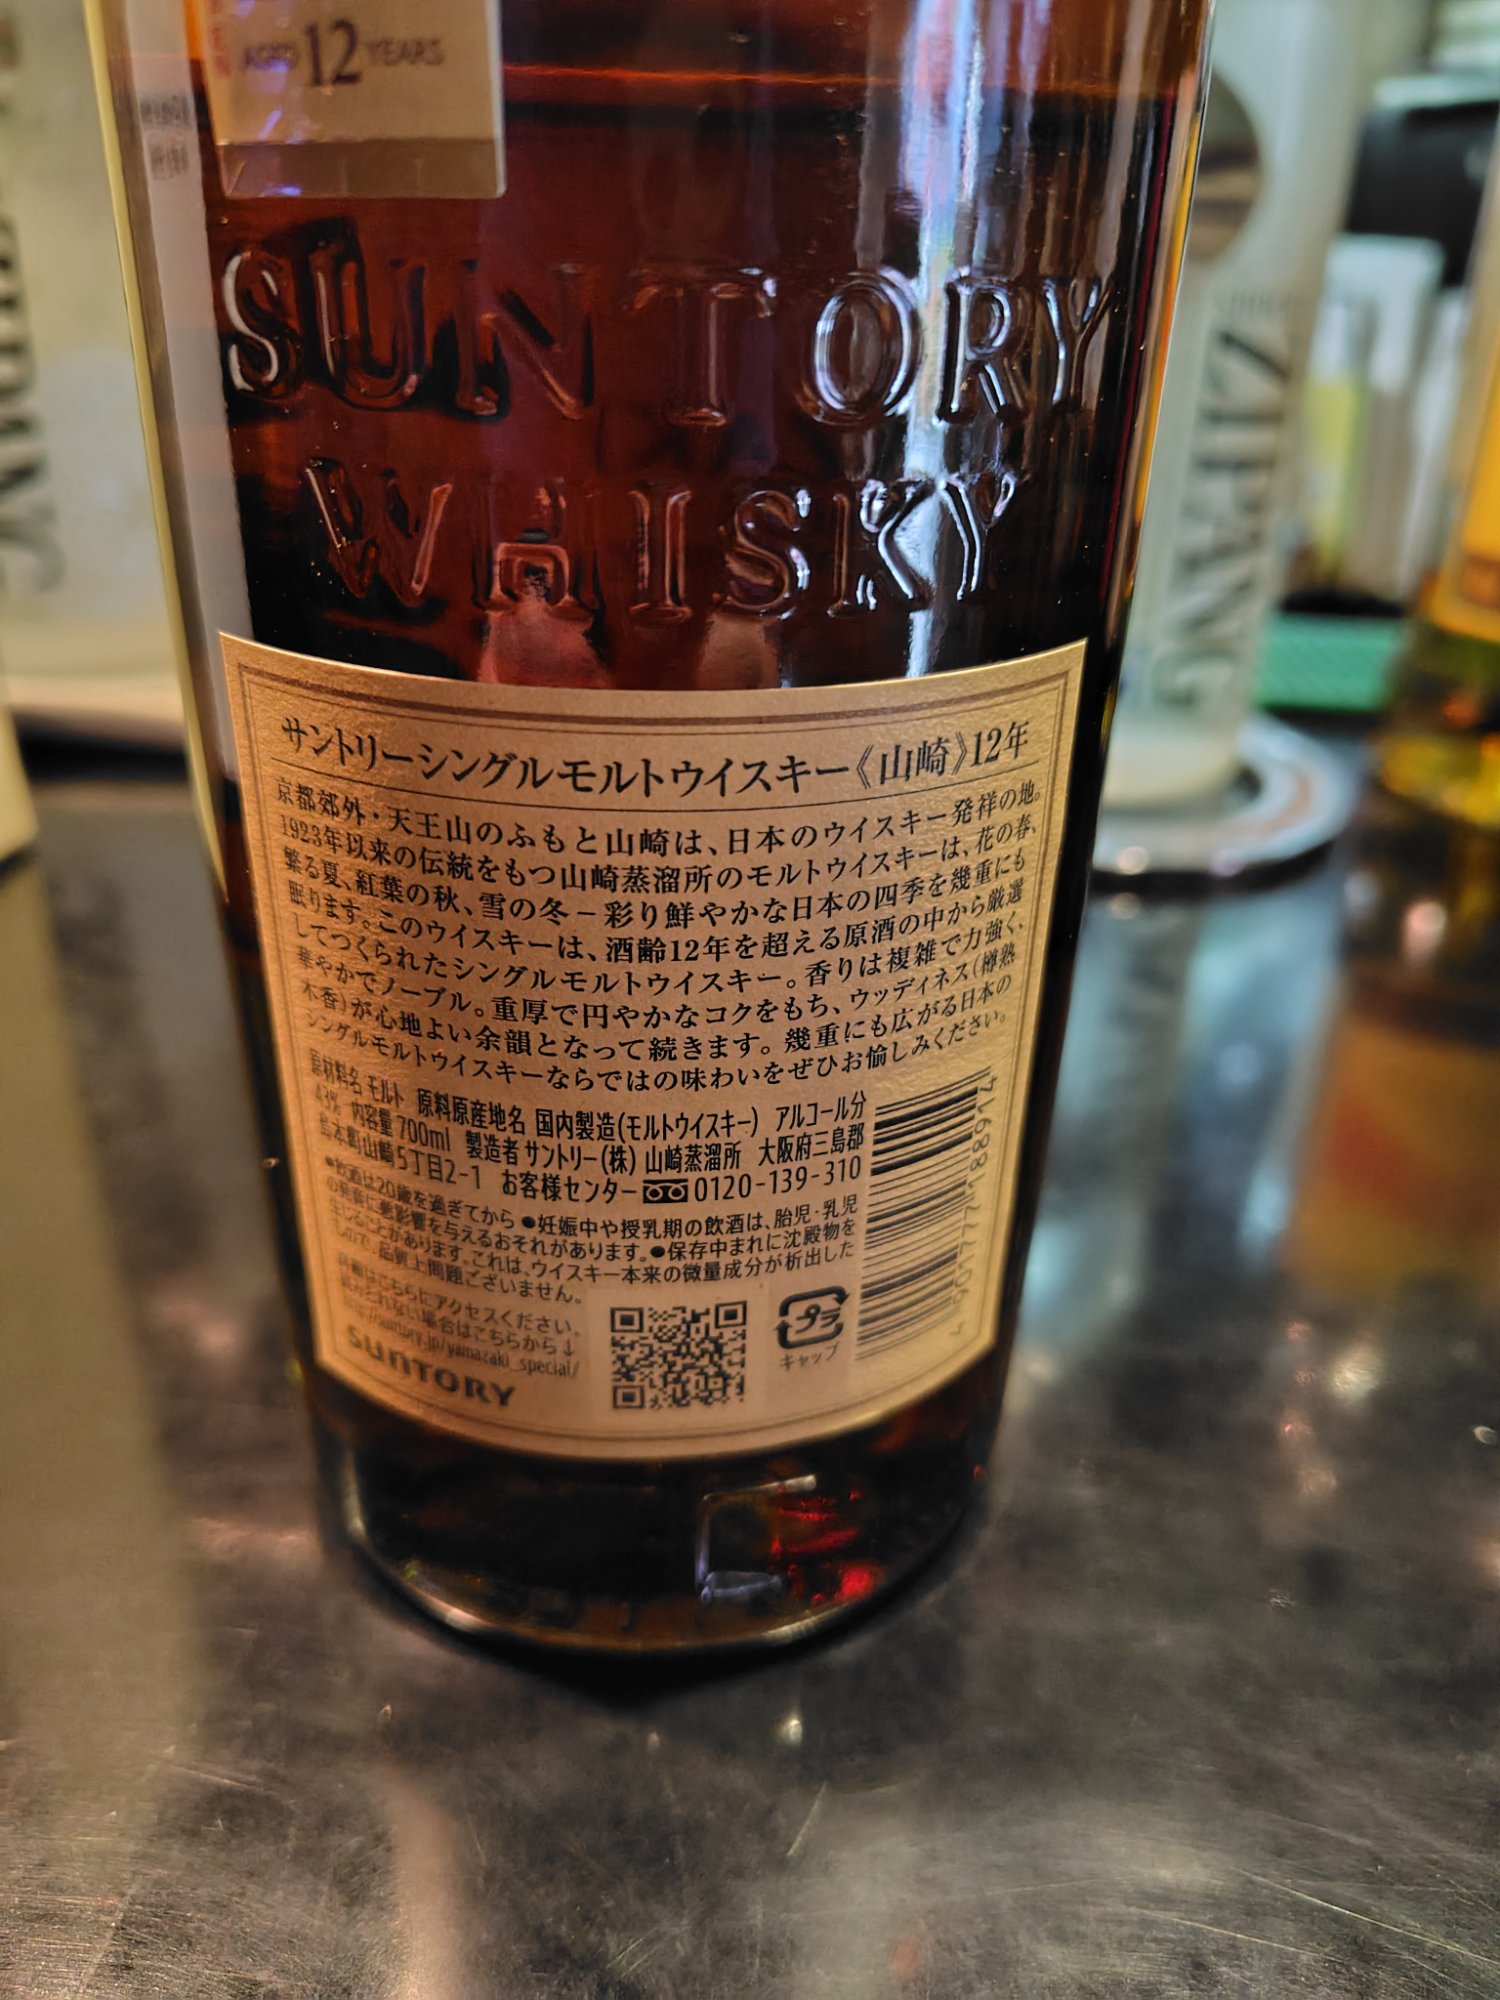 AGED 12 YEARS
SUNTORY
WHISKY
サントリーシングルモルトウイスキー《山崎》12年
京都郊外・天王山のふもと山崎は、日本のウイスキー発祥の地。
1923年以来の伝統をもつ山崎蒸溜所のモルトウイスキーは、花の春、
繁る夏、紅葉の秋、雪の冬－彩り鮮やかな日本の四季を幾重にも
眠ります。このウイスキーは、酒齢12年を超える原酒の中から厳選
してつくられたシングルモルトウイスキー。香りは複雑で力強く、
華やかでノーブル。重厚で円やかなコクをもち、ウッディネス(樽熟
木香)が心地よい余韻となって続きます。幾重にも広がる日本の
シングルモルトウイスキーならではの味わいをぜひお愉しみください。
原材料名 モルト 原料原産地名 国内製造(モルトウイスキー) アルコール分
43% 内容量 700ml 製造者 サントリー(株) 山崎蒸溜所 大阪府三島郡
島本町山崎5丁目2-1 お客様センター 0120-139-310
●飲酒は20歳を過ぎてから ●妊娠中や授乳期の飲酒は、胎児・乳児
の発育に悪影響を与えるおそれがあります。●保存中まれに沈殿物を
生じることがあります。これは、ウイスキー本来の微量成分が析出した
もので、品質上問題ございません。
詳細はこちらにアクセスください。
読みとれない場合はこちらから↓
http://suntory.jp/yamazaki_special/
SUNTORY
プラ
キャップ
4901777189164
ZIPANG